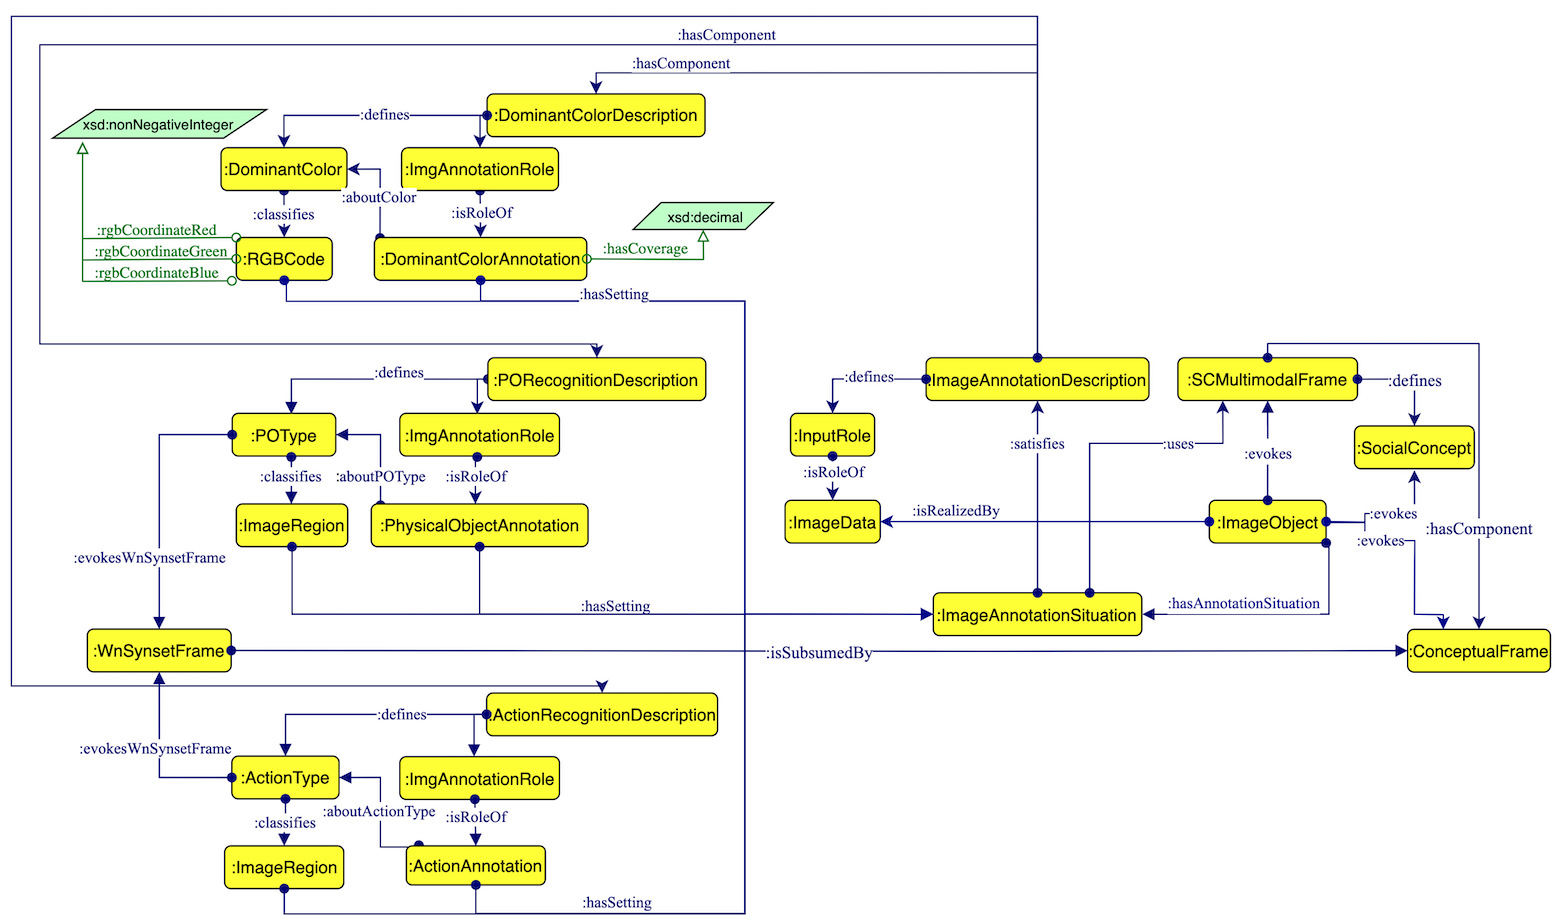 :hasComponent
:hasComponent
:DominantColorDescription
:defines
xsd:nonNegativeInteger
:DominantColor
:ImgAnnotationRole
:aboutColor
:classifies
:isRoleOf
xsd:decimal
:rgbCoordinateRed
:rgbCoordinateGreen
:rgbCoordinateBlue
:RGBCode
:DominantColorAnnotation
:hasCoverage
:hasSetting
:PORecognitionDescription
:defines
:POType
:ImgAnnotationRole
:classifies
:aboutPOType
:isRoleOf
:ImageRegion
:PhysicalObjectAnnotation
:evokesWnSynsetFrame
:hasSetting
:ImageAnnotationDescription
:defines
:InputRole
:isRoleOf
:ImageData
:satisfies
:uses
:SCMultimodalFrame
:defines
:SocialConcept
:evokes
:isRealizedBy
:ImageObject
:evokes
:evokes
:hasComponent
:hasAnnotationSituation
:ImageAnnotationSituation
:WnSynsetFrame
:isSubsumedBy
:ConceptualFrame
:ActionRecognitionDescription
:defines
:evokesWnSynsetFrame
:ActionType
:ImgAnnotationRole
:aboutActionType
:classifies
:isRoleOf
:ImageRegion
:ActionAnnotation
:hasSetting